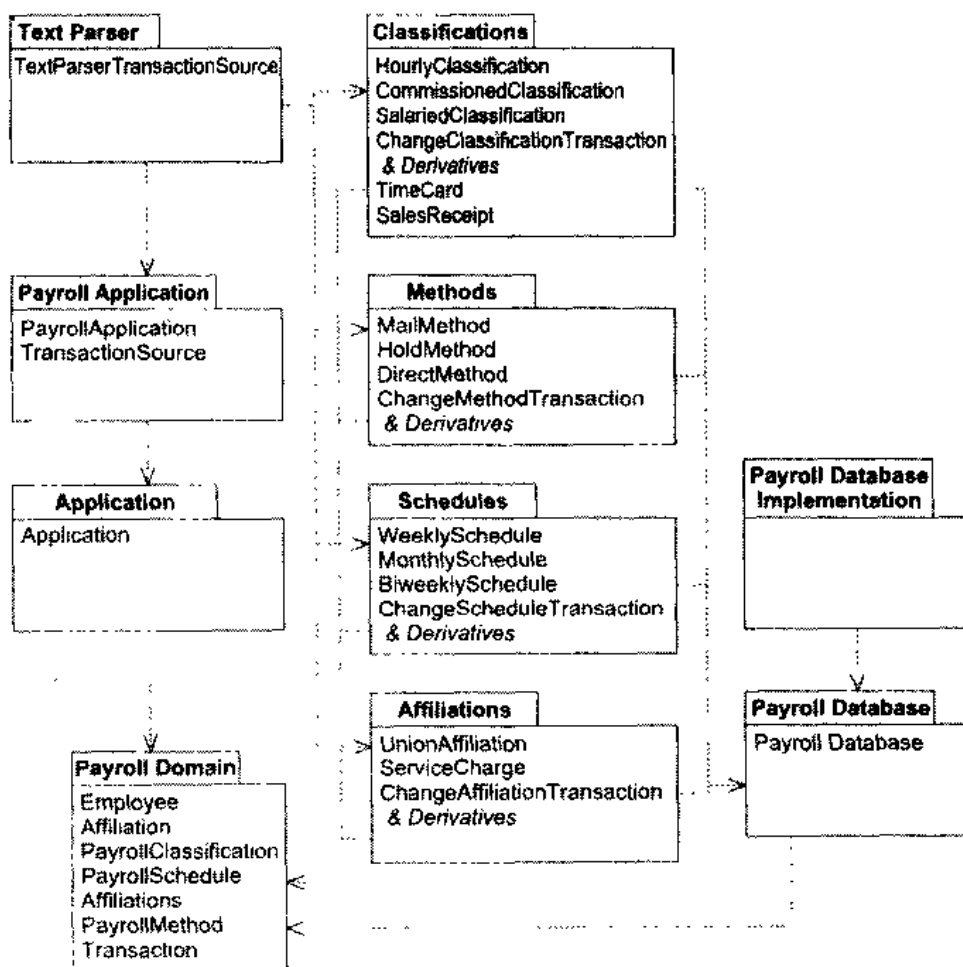 Text Parser
TextParserTransactionSource
Payroll Application
PayrollApplication
TransactionSource
Application
Application
Payroll Domain
Employee
Affiliation
PayrollClassification
PayrollSchedule
Affiliations
PayrollMethod
Transaction
Classifications
HourlyClassification
CommissionedClassification
SalariedClassification
ChangeClassificationTransaction
& Derivatives
TimeCard
SalesReceipt
Methods
MailMethod
HoldMethod
DirectMethod
ChangeMethodTransaction
& Derivatives
Schedules
WeeklySchedule
MonthlySchedule
BiweeklySchedule
ChangeScheduleTransaction
& Derivatives
Affiliations
UnionAffiliation
ServiceCharge
ChangeAffiliationTransaction
& Derivatives
Payroll Database
Implementation
Payroll Database
Payroll Database